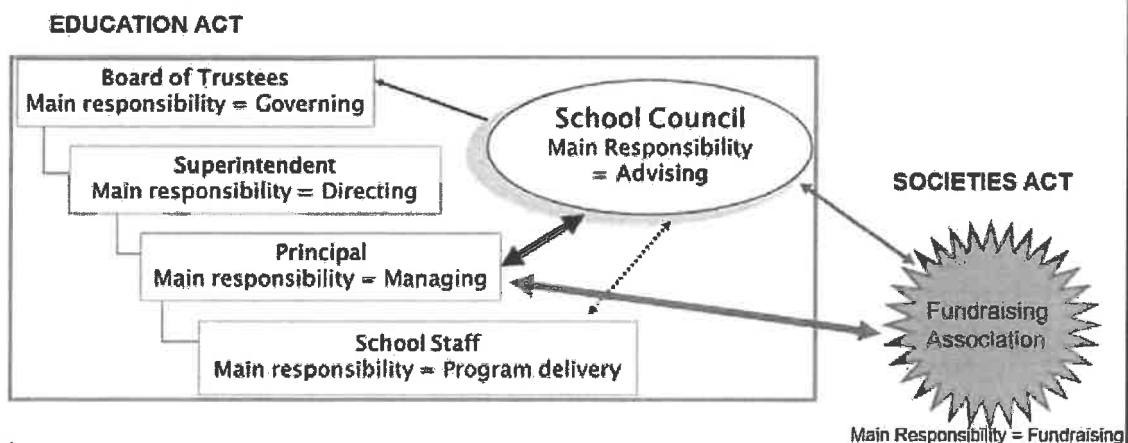 EDUCATION ACT
Board of Trustees
Main responsibility = Governing
School Council
Main Responsibility
= Advising
Superintendent
Main responsibility = Directing
SOCIETIES ACT
Principal
Main responsibility = Managing
Fundraising
Association
School Staff
Main responsibility = Program delivery
Main Responsibility = Fundraising